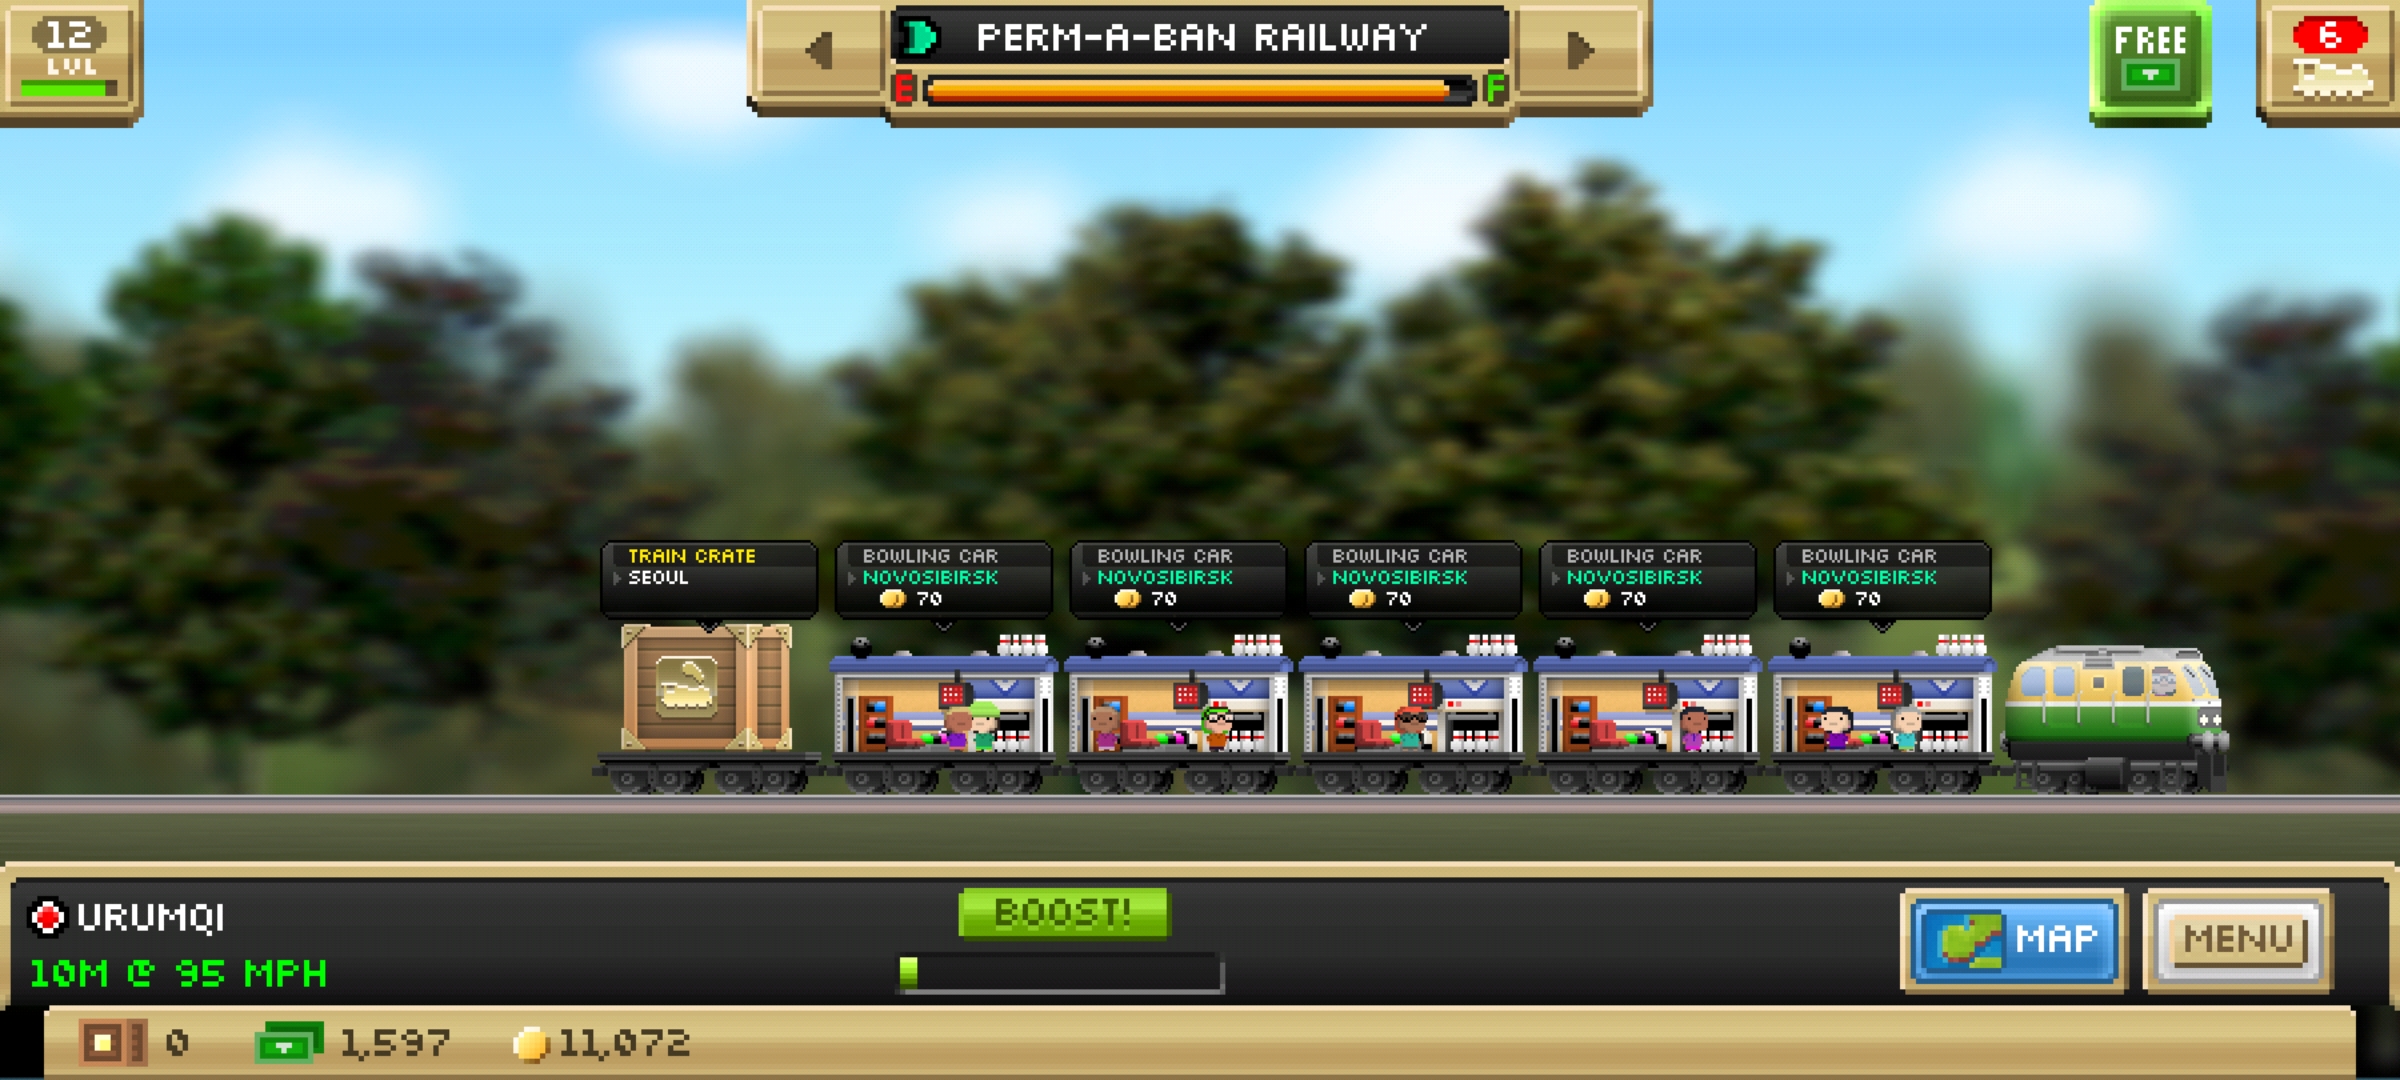 12
LVL
PERM-A-BAN RAILWAY
E
F
FREE
6
TRAIN CRATE
SEOUL
BOWLING CAR
NOVOSIBIRSK
70
BOWLING CAR
NOVOSIBIRSK
70
BOWLING CAR
NOVOSIBIRSK
70
BOWLING CAR
NOVOSIBIRSK
70
BOWLING CAR
NOVOSIBIRSK
70
URUMQI
10M @ 95 MPH
BOOST!
MAP
MENU
0
1,597
11,072